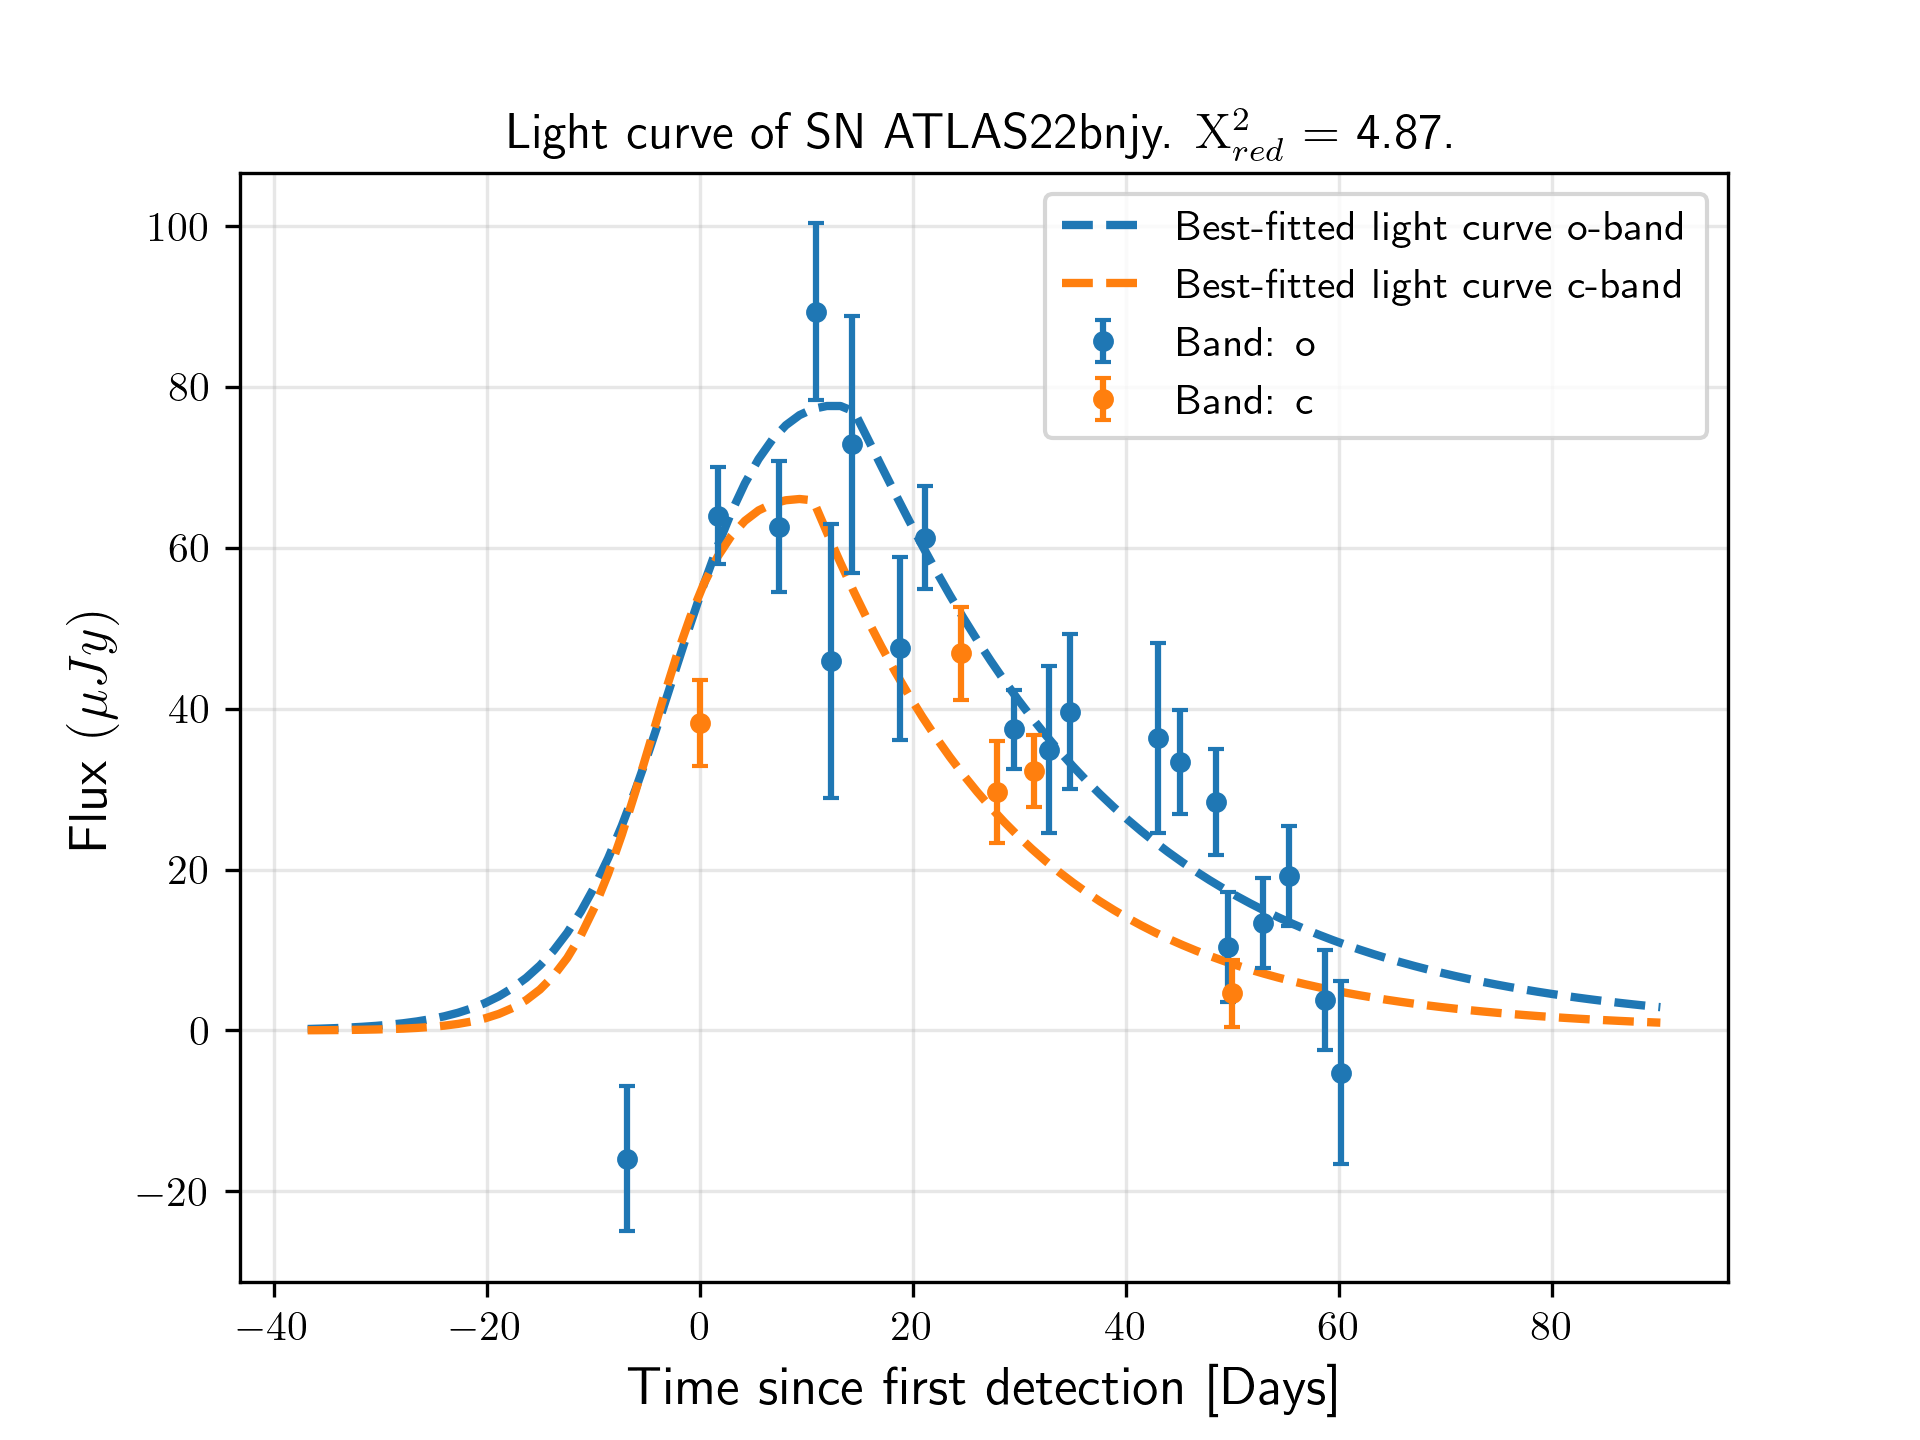 Light curve of SN ATLAS22bnjy. X²_red = 4.87.
Best-fitted light curve o-band
Best-fitted light curve c-band
Band: o
Band: c
Flux (μJy)
100
80
60
40
20
0
−20
−40 −20 0 20 40 60 80
Time since first detection [Days]